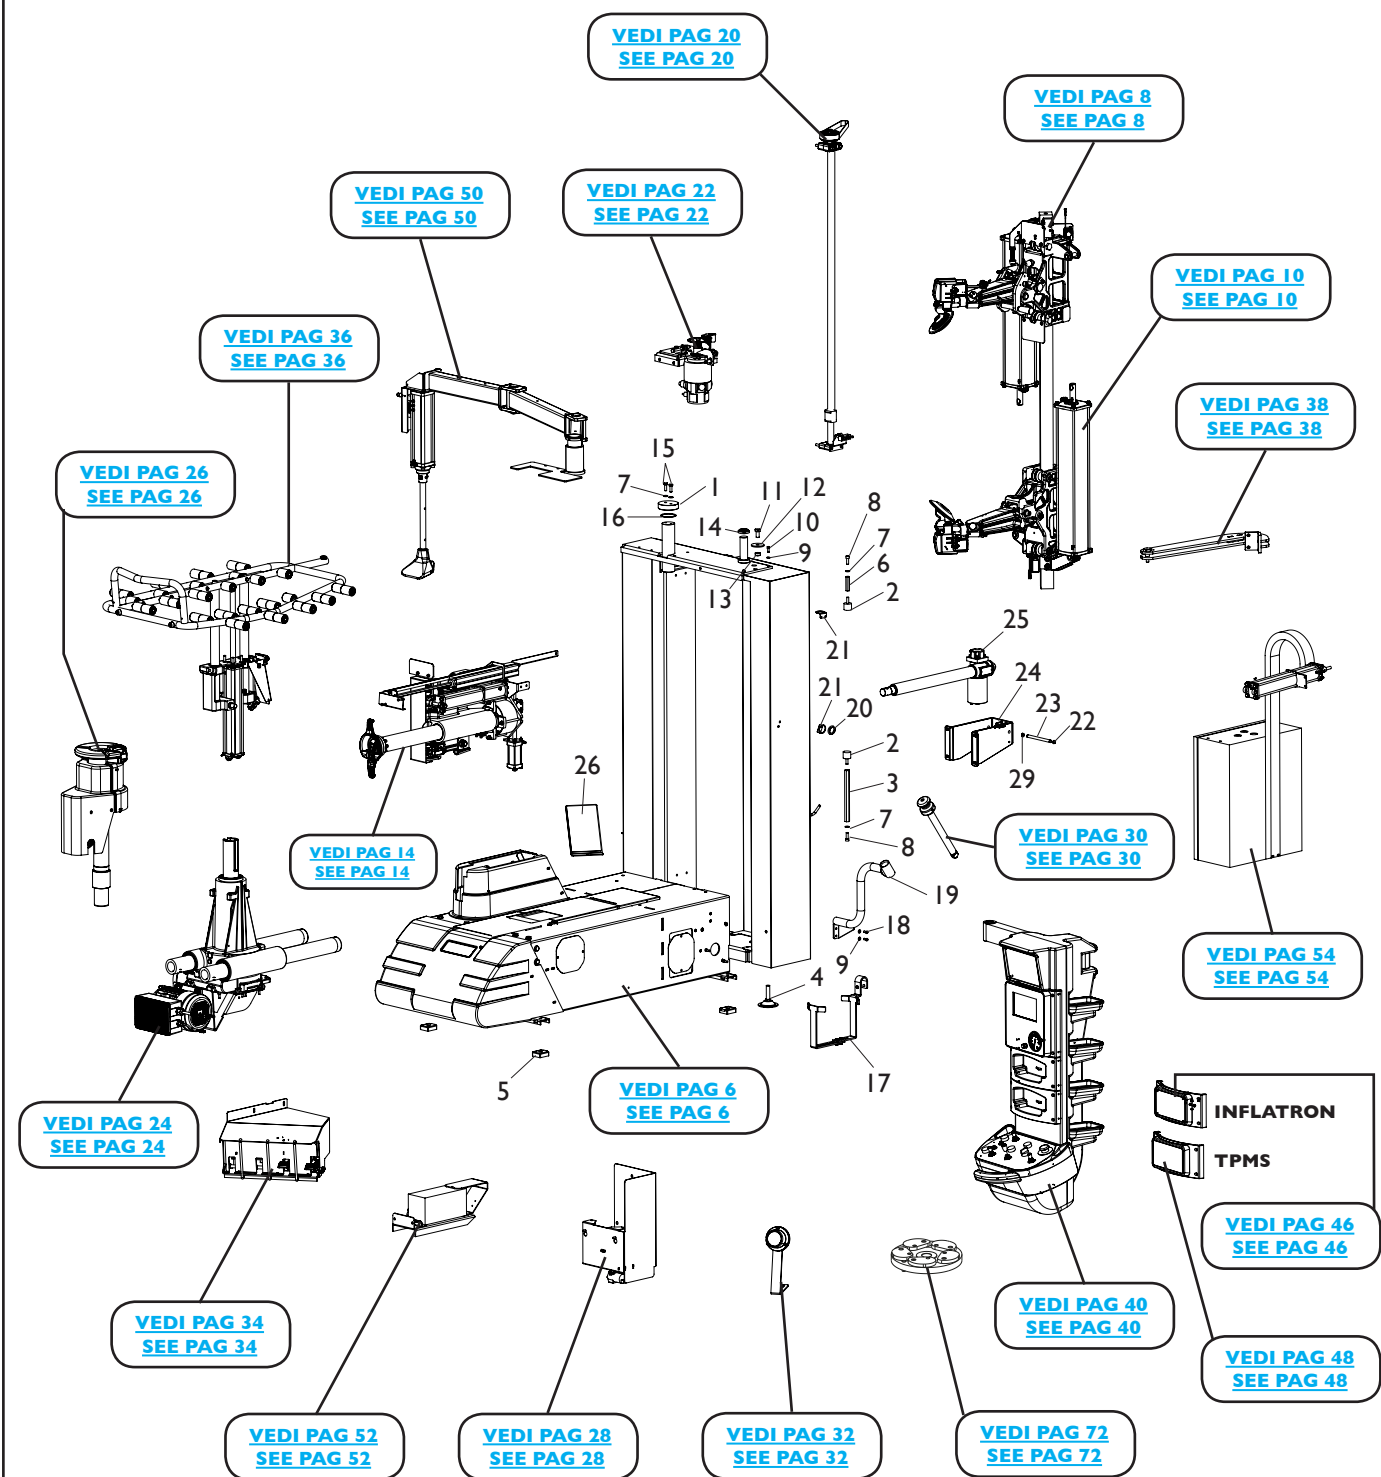 VEDI PAG 20
SEE PAG 20
VEDI PAG 8
SEE PAG 8
VEDI PAG 50
SEE PAG 50
VEDI PAG 22
SEE PAG 22
VEDI PAG 10
SEE PAG 10
VEDI PAG 36
SEE PAG 36
VEDI PAG 38
SEE PAG 38
VEDI PAG 26
SEE PAG 26
15
7
1
11
12
16
14
10
9
13
8
7
6
2
21
25
24
21
20
23
22
29
2
3
7
8
26
VEDI PAG 14
SEE PAG 14
VEDI PAG 30
SEE PAG 30
19
18
9
4
17
5
VEDI PAG 54
SEE PAG 54
VEDI PAG 6
SEE PAG 6
VEDI PAG 24
SEE PAG 24
INFLATRON
TPMS
VEDI PAG 46
SEE PAG 46
VEDI PAG 34
SEE PAG 34
VEDI PAG 40
SEE PAG 40
VEDI PAG 48
SEE PAG 48
VEDI PAG 52
SEE PAG 52
VEDI PAG 28
SEE PAG 28
VEDI PAG 32
SEE PAG 32
VEDI PAG 72
SEE PAG 72